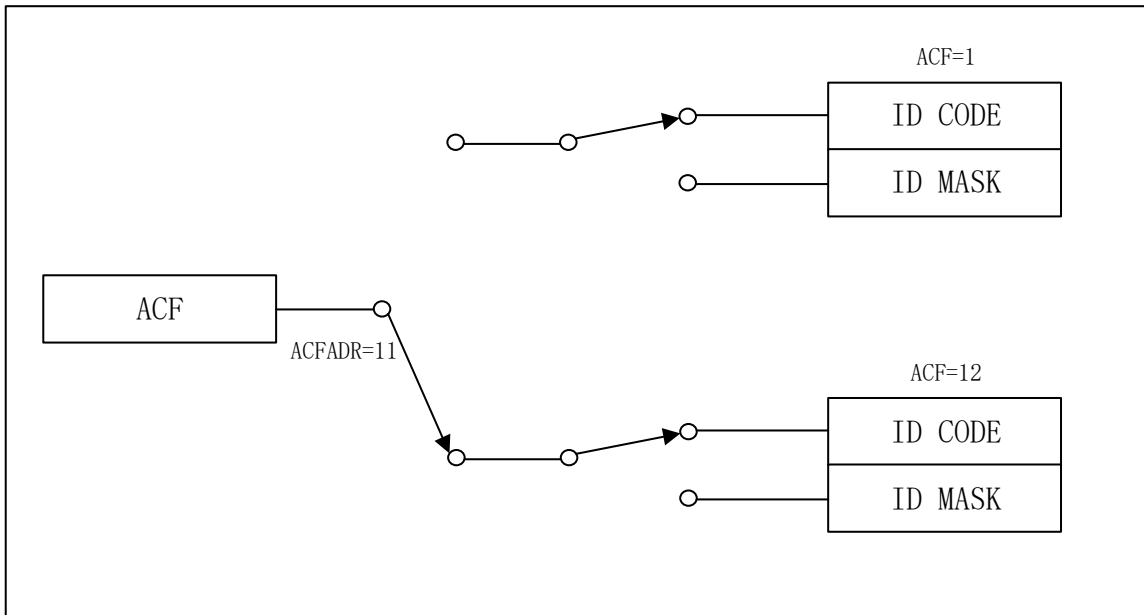 ACF=1
ID CODE
ID MASK
ACF
ACFADR=11
ACF=12
ID CODE
ID MASK